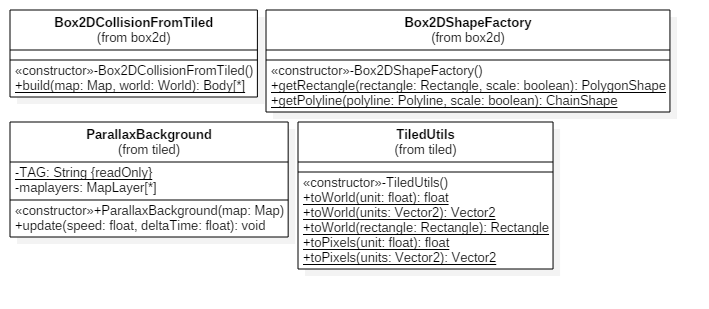 Box2DCollisionFromTiled
(from box2d)
«constructor»-Box2DCollisionFromTiled()
+build(map: Map, world: World): Body[*]
Box2DShapeFactory
(from box2d)
«constructor»-Box2DShapeFactory()
+getRectangle(rectangle: Rectangle, scale: boolean): PolygonShape
+getPolyline(polyline: Polyline, scale: boolean): ChainShape
ParallaxBackground
(from tiled)
-TAG: String {readOnly}
-maplayers: MapLayer[*]
«constructor»+ParallaxBackground(map: Map)
+update(speed: float, deltaTime: float): void
TiledUtils
(from tiled)
«constructor»-TiledUtils()
+toWorld(unit: float): float
+toWorld(units: Vector2): Vector2
+toWorld(rectangle: Rectangle): Rectangle
+toPixels(unit: float): float
+toPixels(units: Vector2): Vector2